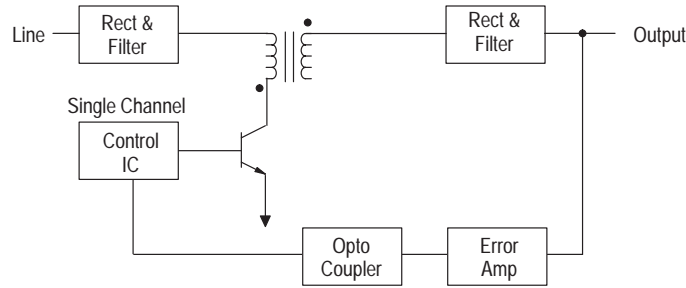 Line
Rect &
Filter
Rect &
Filter
Output
Single Channel
Control
IC
Opto
Coupler
Error
Amp